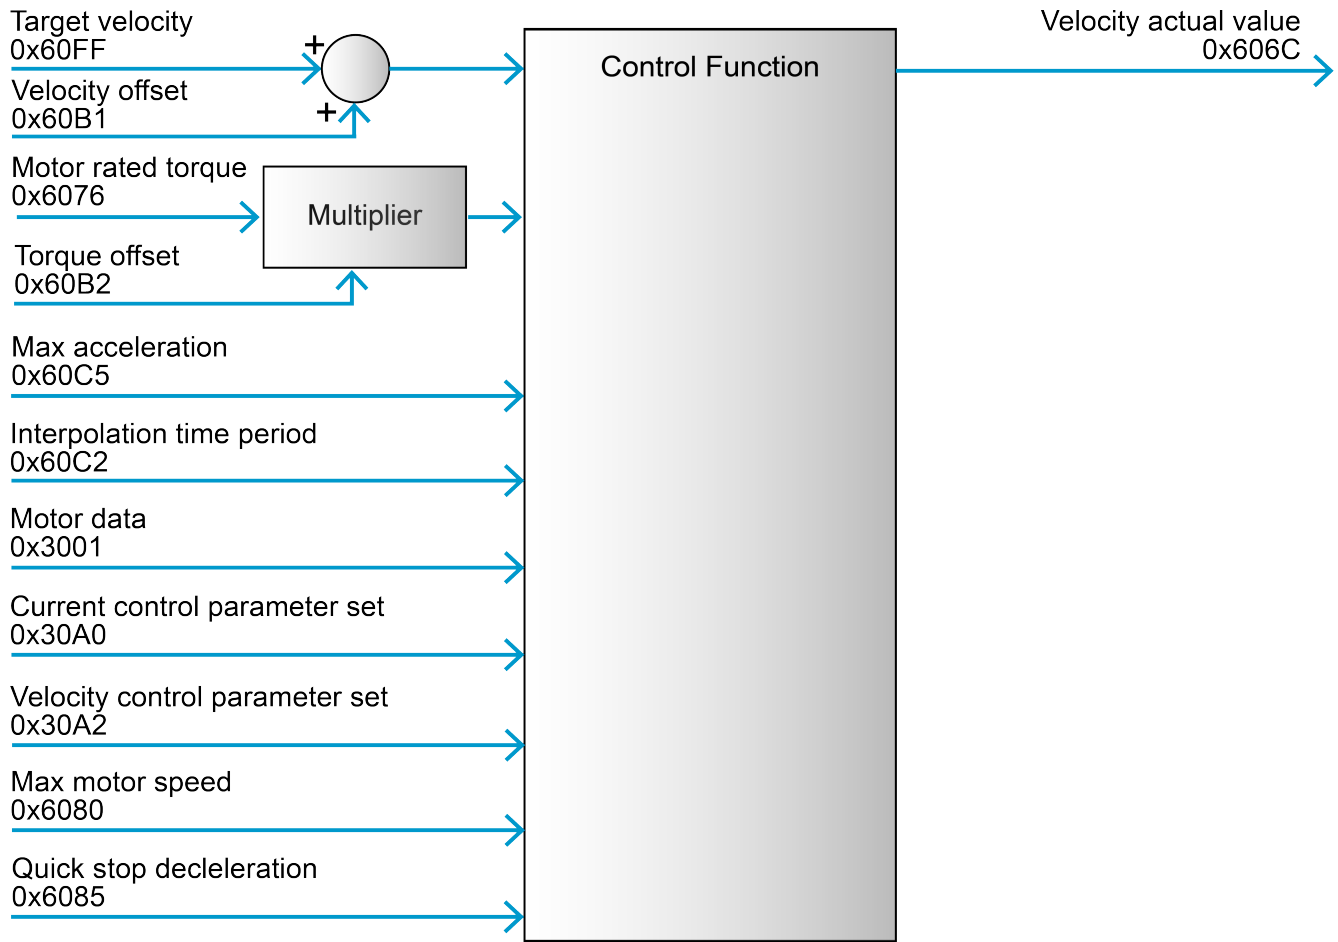 Target velocity
0x60FF
+
Velocity offset
0x60B1
+
Motor rated torque
0x6076
Multiplier
Torque offset
0x60B2
Max acceleration
0x60C5
Interpolation time period
0x60C2
Motor data
0x3001
Current control parameter set
0x30A0
Velocity control parameter set
0x30A2
Max motor speed
0x6080
Quick stop decleleration
0x6085
Control Function
Velocity actual value
0x606C